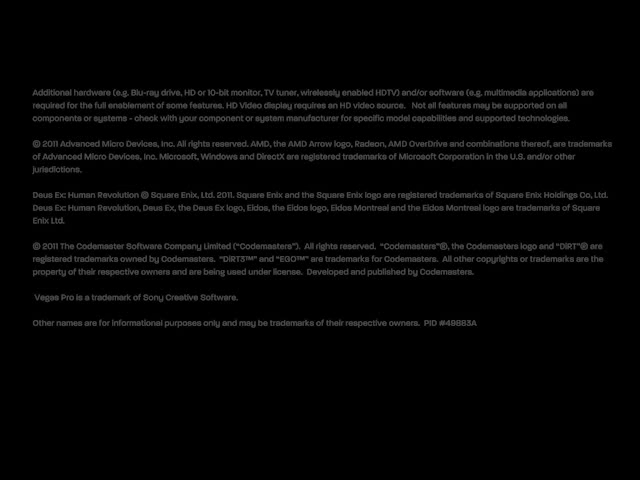 Additional hardware (e.g. Blu-ray drive, HD or 10-bit monitor, TV tuner, wirelessly enabled HDTV) and/or software (e.g. multimedia applications) are
required for the full enablement of some features. HD Video display requires an HD video source.   Not all features may be supported on all
components or systems - check with your component or system manufacturer for specific model capabilities and supported technologies.
© 2011 Advanced Micro Devices, Inc. All rights reserved. AMD, the AMD Arrow logo, Radeon, AMD OverDrive and combinations thereof, are trademarks
of Advanced Micro Devices, Inc. Microsoft, Windows and DirectX are registered trademarks of Microsoft Corporation in the U.S. and/or other
jurisdictions.
Deus Ex: Human Revolution © Square Enix, Ltd. 2011. Square Enix and the Square Enix logo are registered trademarks of Square Enix Holdings Co, Ltd.
Deus Ex: Human Revolution, Deus Ex, the Deus Ex logo, Eidos, the Eidos logo, Eidos Montreal and the Eidos Montreal logo are trademarks of Square
Enix Ltd.
© 2011 The Codemaster Software Company Limited (“Codemasters”).  All rights reserved.  “Codemasters”®, the Codemasters logo and “DiRT”® are
registered trademarks owned by Codemasters.  “DiRT3™” and “EGO™” are trademarks for Codemasters.  All other copyrights or trademarks are the
property of their respective owners and are being used under license.  Developed and published by Codemasters.
Vegas Pro is a trademark of Sony Creative Software.
Other names are for informational purposes only and may be trademarks of their respective owners.  PID #49883A